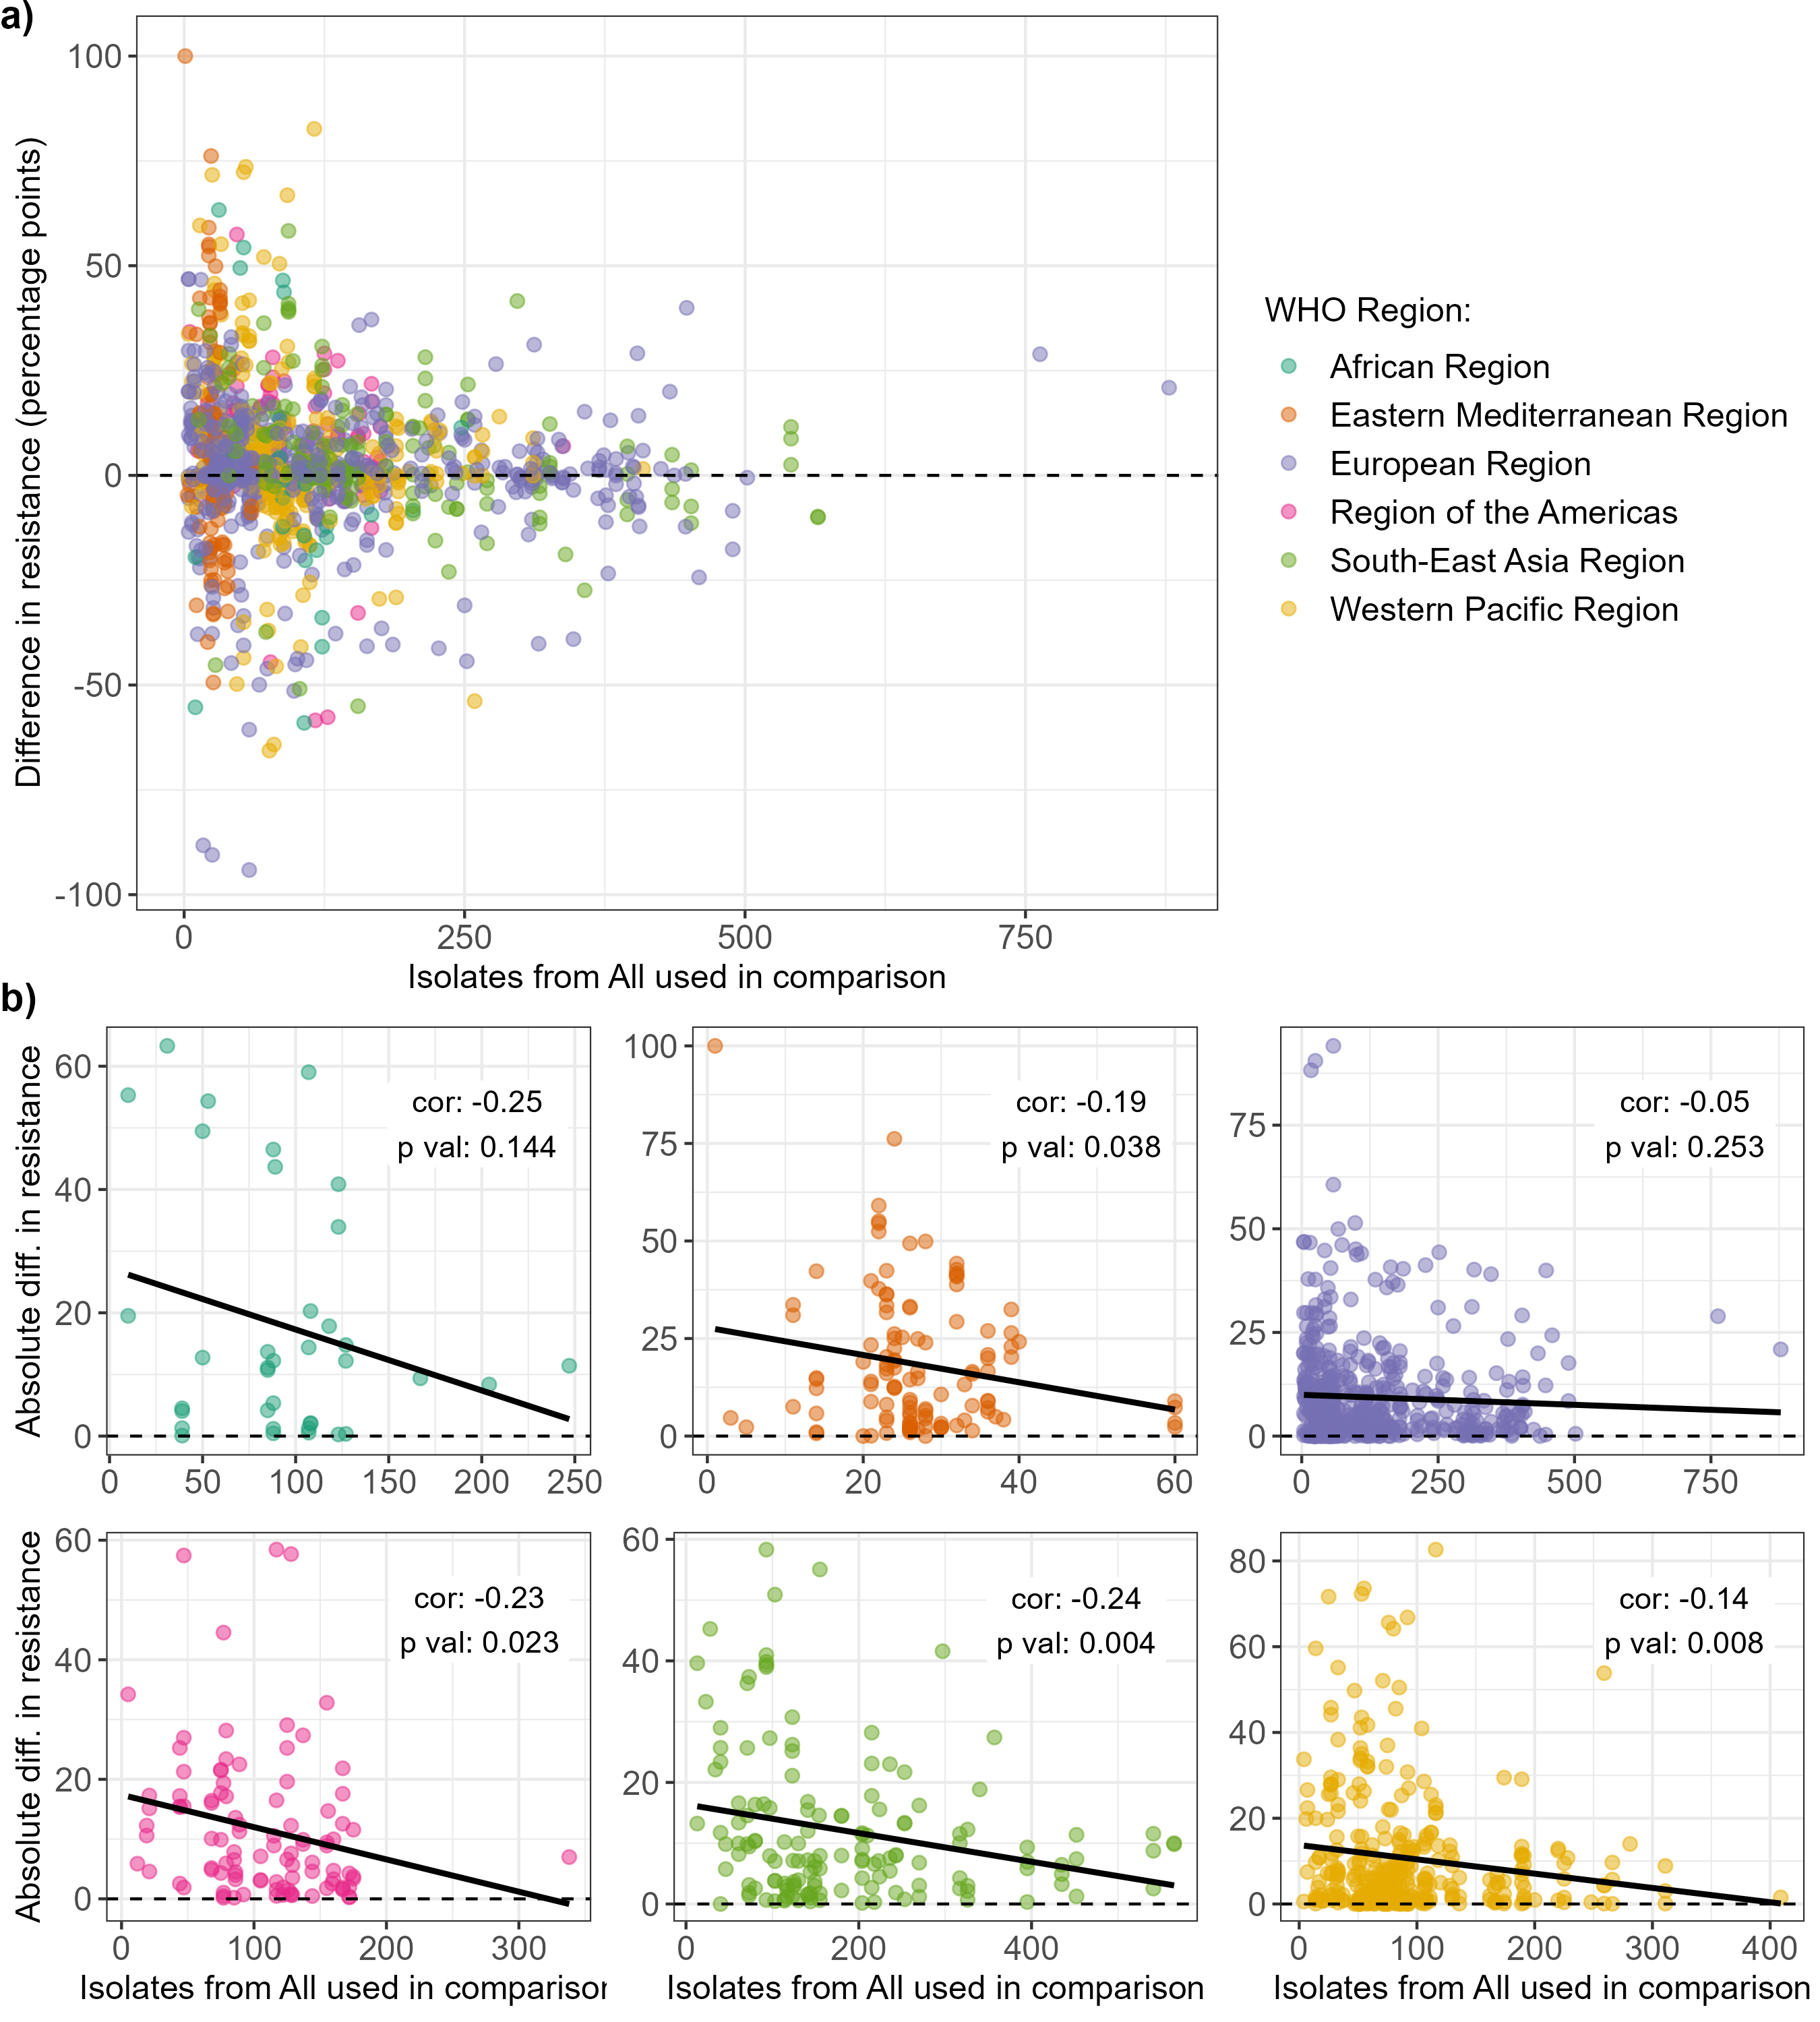 a)
Difference in resistance (percentage points)
100
50
0
-50
-100
0 250 500 750
Isolates from All used in comparison
WHO Region:
African Region
Eastern Mediterranean Region
European Region
Region of the Americas
South-East Asia Region
Western Pacific Region
b)
Absolute diff. in resistance
60
40
20
0
cor: -0.25
p val: 0.144
0 50 100 150 200 250
100
75
50
25
0
cor: -0.19
p val: 0.038
0 20 40 60
75
50
25
0
cor: -0.05
p val: 0.253
0 250 500 750
Absolute diff. in resistance
60
40
20
0
cor: -0.23
p val: 0.023
0 100 200 300
Isolates from All used in comparison
60
40
20
0
cor: -0.24
p val: 0.004
0 200 400
Isolates from All used in comparison
80
60
40
20
0
cor: -0.14
p val: 0.008
0 100 200 300 400
Isolates from All used in comparison